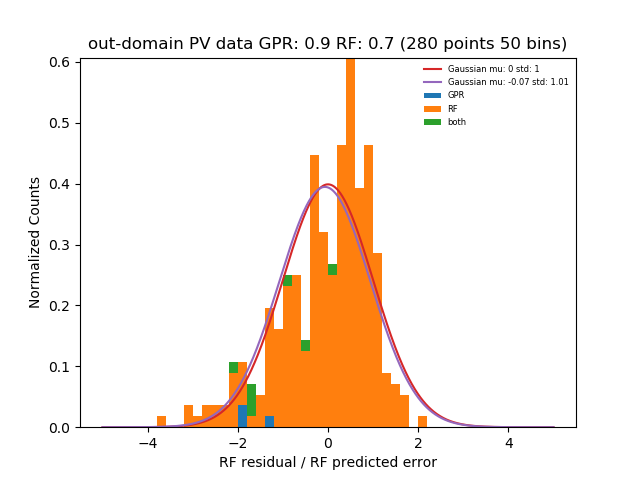 out-domain PV data GPR: 0.9 RF: 0.7 (280 points 50 bins)
Gaussian mu: 0 std: 1
Gaussian mu: -0.07 std: 1.01
GPR
RF
both
Normalized Counts
0.6
0.5
0.4
0.3
0.2
0.1
0.0
−4 −2 0 2 4
RF residual / RF predicted error